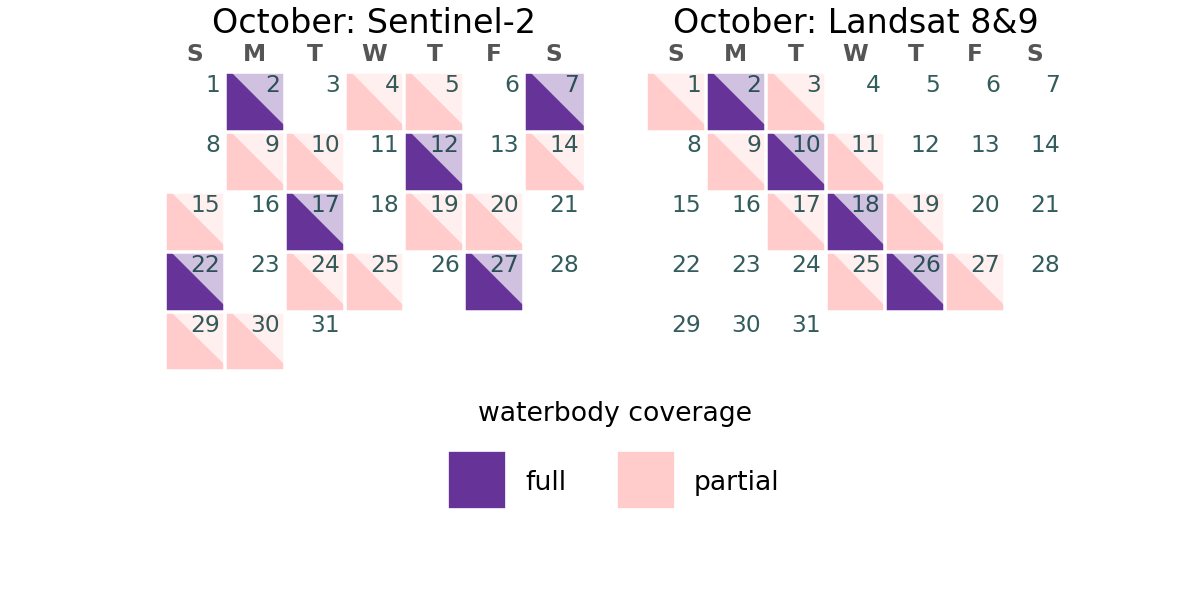 October: Sentinel-2
S M T W T F S
1 2 3 4 5 6 7
8 9 10 11 12 13 14
15 16 17 18 19 20 21
22 23 24 25 26 27 28
29 30 31
October: Landsat 8&9
S M T W T F S
1 2 3 4 5 6 7
8 9 10 11 12 13 14
15 16 17 18 19 20 21
22 23 24 25 26 27 28
29 30 31
waterbody coverage
full
partial